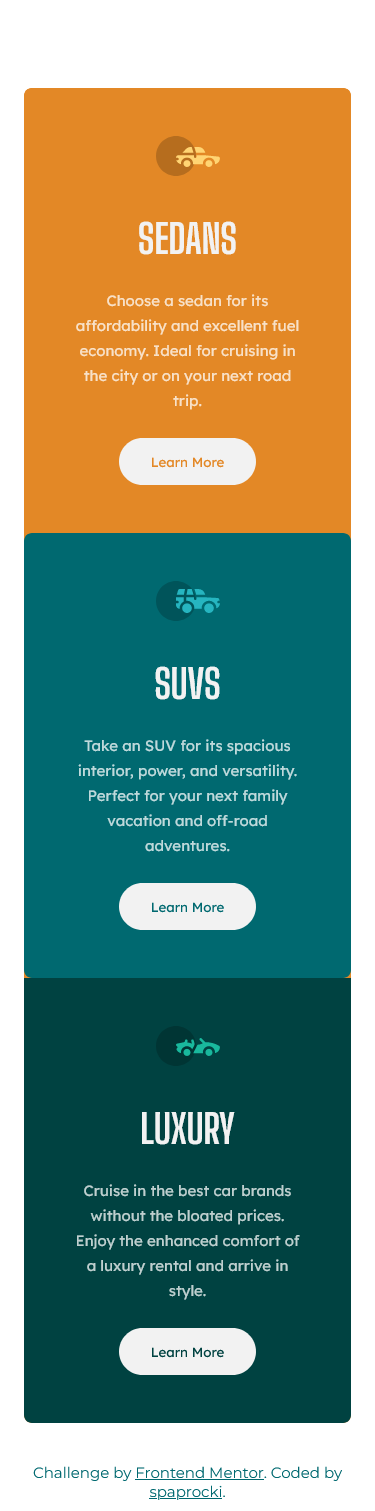 SEDANS
Choose a sedan for its
affordability and excellent fuel
economy. Ideal for cruising in
the city or on your next road
trip.
Learn More
SUVS
Take an SUV for its spacious
interior, power, and versatility.
Perfect for your next family
vacation and off-road
adventures.
Learn More
LUXURY
Cruise in the best car brands
without the bloated prices.
Enjoy the enhanced comfort of
a luxury rental and arrive in
style.
Learn More
Challenge by Frontend Mentor. Coded by
spaprocki.